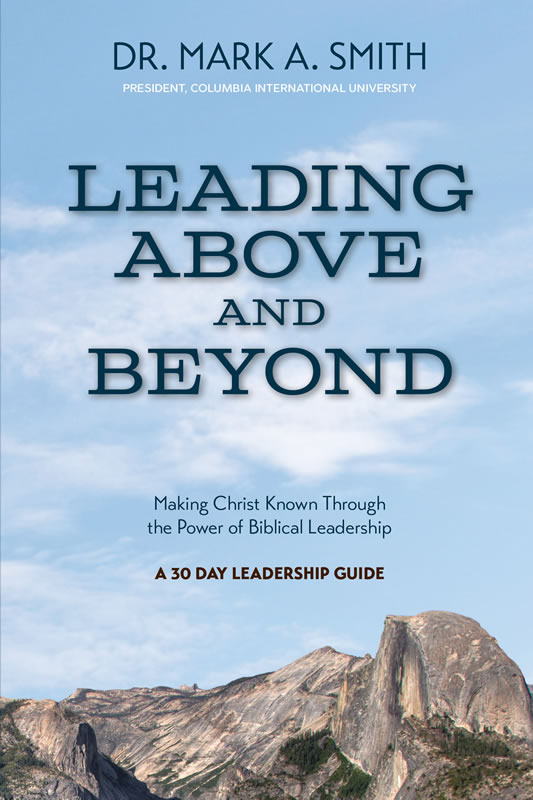 DR. MARK A. SMITH
PRESIDENT, COLUMBIA INTERNATIONAL UNIVERSITY
LEADING
ABOVE
AND
BEYOND
Making Christ Known Through
the Power of Biblical Leadership
A 30 DAY LEADERSHIP GUIDE